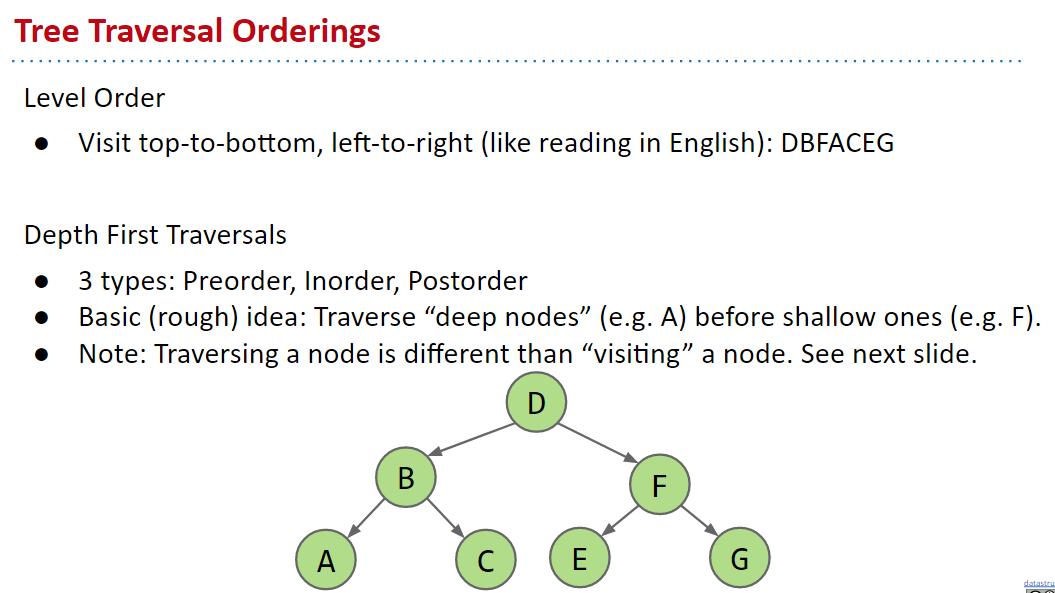 Tree Traversal Orderings
Level Order
● Visit top-to-bottom, left-to-right (like reading in English): DBFACEG
Depth First Traversals
● 3 types: Preorder, Inorder, Postorder
● Basic (rough) idea: Traverse “deep nodes” (e.g. A) before shallow ones (e.g. F).
● Note: Traversing a node is different than “visiting” a node. See next slide.
D
B F
A C E G
datastru